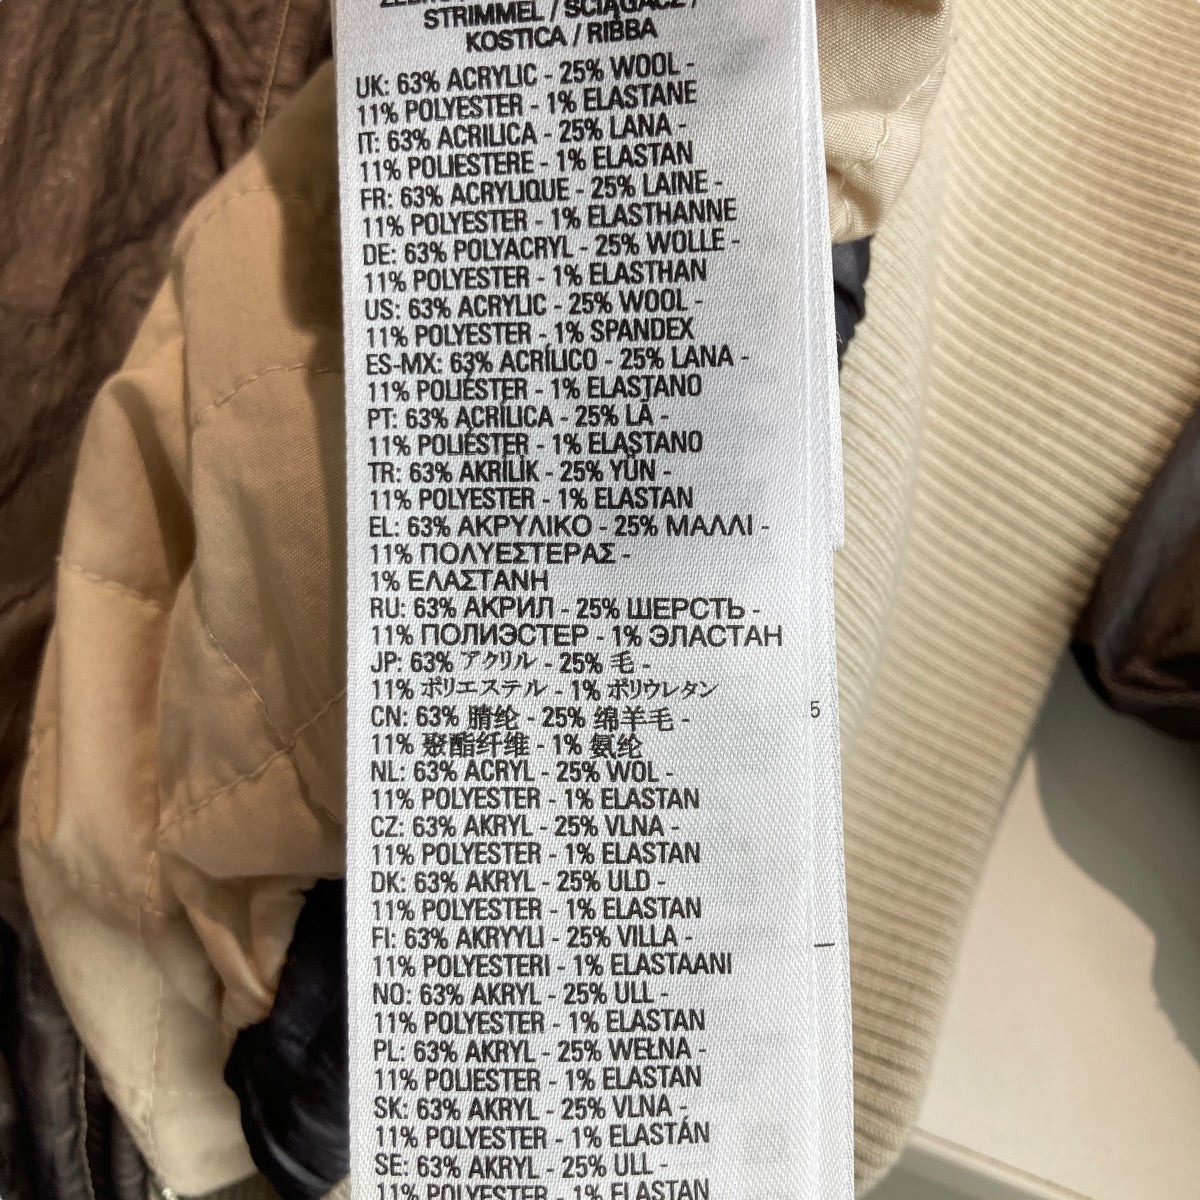 STRIMMEL / ŚCIĄGACZ /
KOSTICA / RIBBA
UK: 63% ACRYLIC - 25% WOOL -
11% POLYESTER - 1% ELASTANE
IT: 63% ACRILICA - 25% LANA -
11% POLIESTERE - 1% ELASTAN
FR: 63% ACRYLIQUE - 25% LAINE -
11% POLYESTER - 1% ELASTHANNE
DE: 63% POLYACRYL - 25% WOLLE -
11% POLYESTER - 1% ELASTHAN
US: 63% ACRYLIC - 25% WOOL -
11% POLYESTER - 1% SPANDEX
ES-MX: 63% ACRÍLICO - 25% LANA -
11% POLIÉSTER - 1% ELASTANO
PT: 63% ACRÍLICA - 25% LÃ -
11% POLIÉSTER - 1% ELASTANO
TR: 63% AKRİLİK - 25% YÜN -
11% POLYESTER - 1% ELASTAN
EL: 63% ΑΚΡΥΛΙΚΟ - 25% ΜΑΛΛΙ -
11% ΠΟΛΥΕΣΤΕΡΑΣ -
1% ΕΛΑΣΤΑΝΗ
RU: 63% АКРИЛ - 25% ШЕРСТЬ -
11% ПОЛИЭСТЕР - 1% ЭЛАСТАН
JP: 63% アクリル - 25% 毛 -
11% ポリエステル - 1% ポリウレタン
CN: 63% 腈纶 - 25% 绵羊毛 -
5
11% 聚酯纤维 - 1% 氨纶
NL: 63% ACRYL - 25% WOL -
11% POLYESTER - 1% ELASTAN
CZ: 63% AKRYL - 25% VLNA -
11% POLYESTER - 1% ELASTAN
DK: 63% AKRYL - 25% ULD -
11% POLYESTER - 1% ELASTAN
FI: 63% AKRYYLI - 25% VILLA -
11% POLYESTERI - 1% ELASTAANI
NO: 63% AKRYL - 25% ULL -
11% POLYESTER - 1% ELASTAN
PL: 63% AKRYL - 25% WEŁNA -
11% POLIESTER - 1% ELASTAN
SK: 63% AKRYL - 25% VLNA -
11% POLYESTER - 1% ELASTÁN
SE: 63% AKRYL - 25% ULL -
11% POLYESTER - 1% ELASTAN